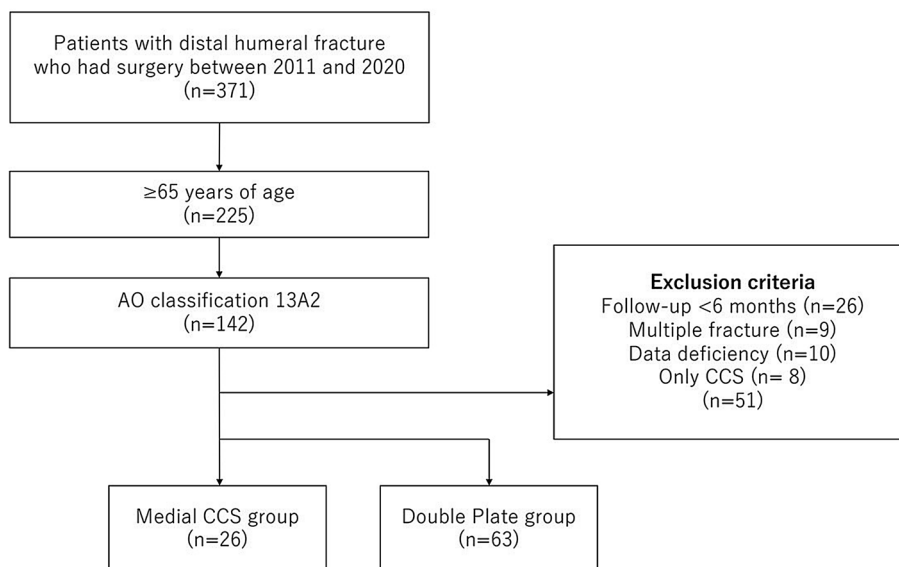 Patients with distal humeral fracture
who had surgery between 2011 and 2020
(n=371)
≥65 years of age
(n=225)
AO classification 13A2
(n=142)
Exclusion criteria
Follow-up <6 months (n=26)
Multiple fracture (n=9)
Data deficiency (n=10)
Only CCS (n= 8)
(n=51)
Medial CCS group
(n=26)
Double Plate group
(n=63)